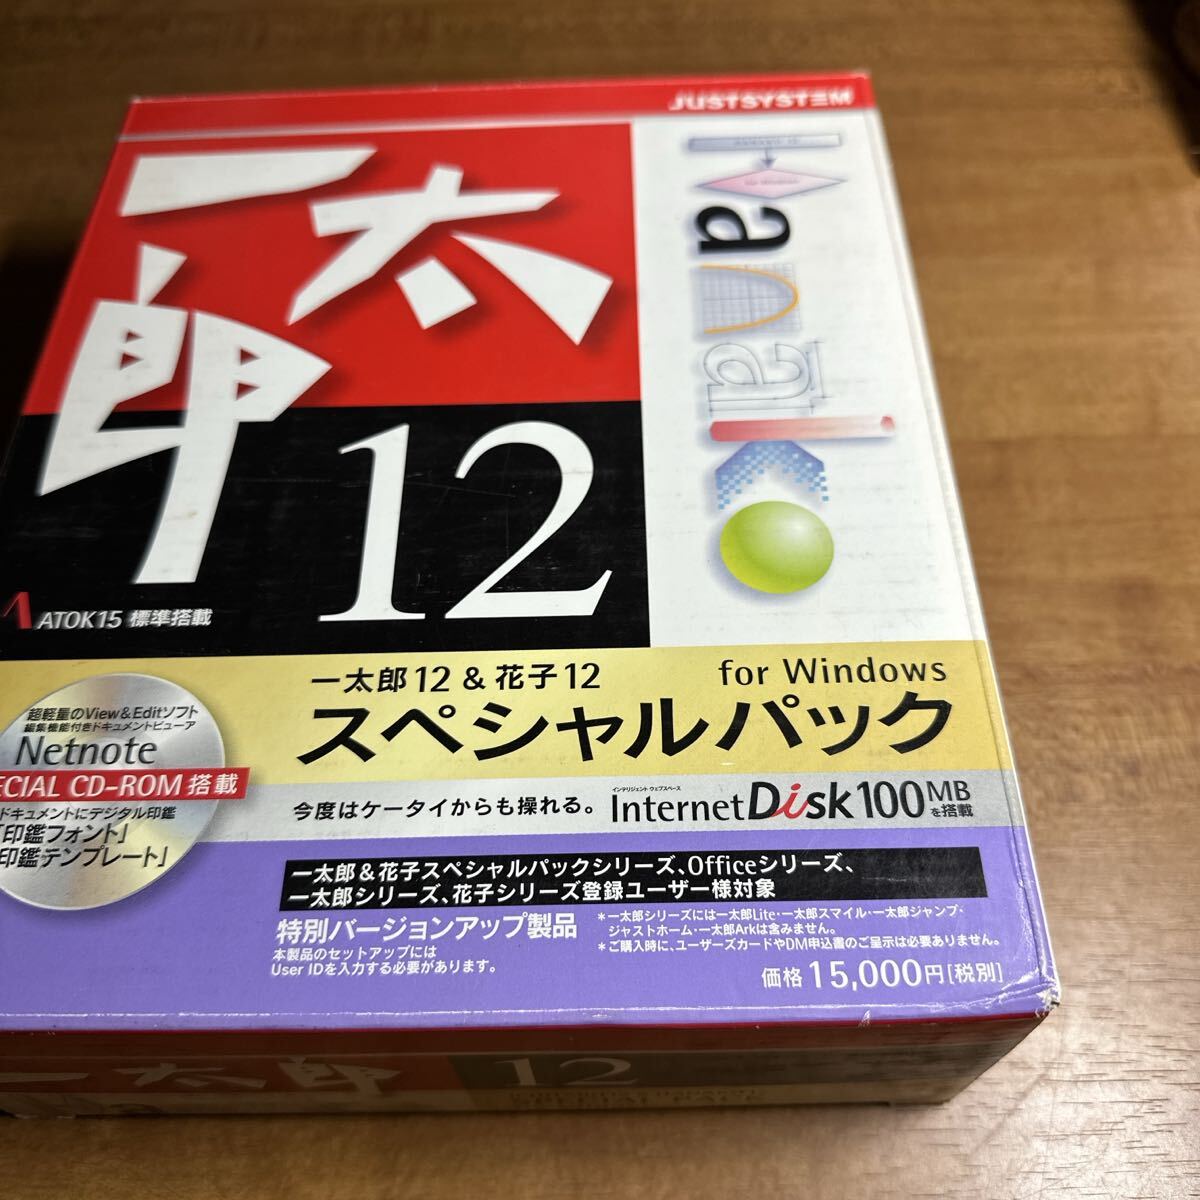 JUSTSYSTEM
一太郎
12
Hanako
for Windows
ATOK15 標準搭載
一太郎12 & 花子12
for Windows
スペシャルパック
超軽量のView&Editソフト
編集機能付きドキュメントビューア
Netnote
ECIAL CD-ROM 搭載
ドキュメントにデジタル印鑑
「印鑑フォント」
印鑑テンプレート」
今度はケータイからも操れる。
インテリジェント ウェブスペース
Internet Disk 100MBを搭載
一太郎&花子スペシャルパックシリーズ、Officeシリーズ、
一太郎シリーズ、花子シリーズ登録ユーザー様対象
特別バージョンアップ製品
本製品のセットアップには
User IDを入力する必要があります。
*一太郎シリーズには一太郎Lite・一太郎スマイル・一太郎ジャンプ・
ジャストホーム・一太郎Arkは含みません。
*ご購入時に、ユーザーズカードやDM申込書のご呈示は必要ありません。
価格 15,000円[税別]
一太郎 12